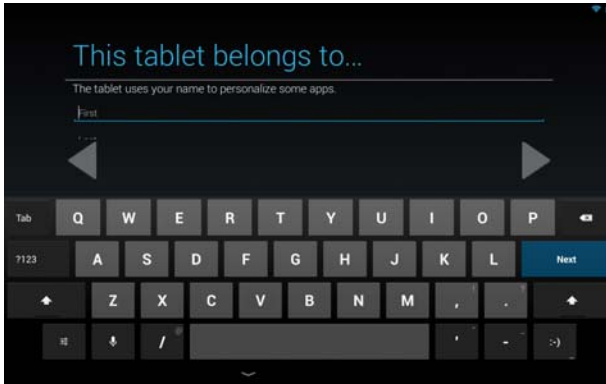 This tablet belongs to...
The tablet uses your name to personalize some apps.
First
Tab Q W E R T Y U I O P
?123 A S D F G H J K L Next
Z X C V B N M , .
/ @ ' - :-)